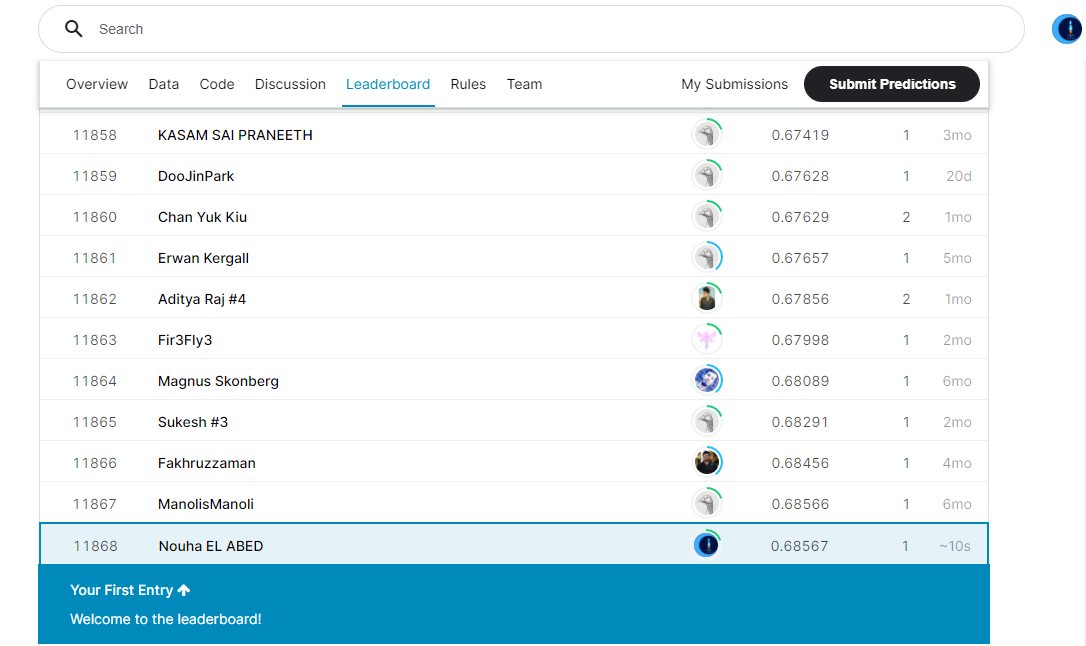 Search
Overview Data Code Discussion Leaderboard Rules Team My Submissions Submit Predictions
11858 KASAM SAI PRANEETH 0.67419 1 3mo
11859 DooJinPark 0.67628 1 20d
11860 Chan Yuk Kiu 0.67629 2 1mo
11861 Erwan Kergall 0.67657 1 5mo
11862 Aditya Raj #4 0.67856 2 1mo
11863 Fir3Fly3 0.67998 1 2mo
11864 Magnus Skonberg 0.68089 1 6mo
11865 Sukesh #3 0.68291 1 2mo
11866 Fakhruzzaman 0.68456 1 4mo
11867 ManolisManoli 0.68566 1 6mo
11868 Nouha EL ABED 0.68567 1 ~10s
Your First Entry
Welcome to the leaderboard!